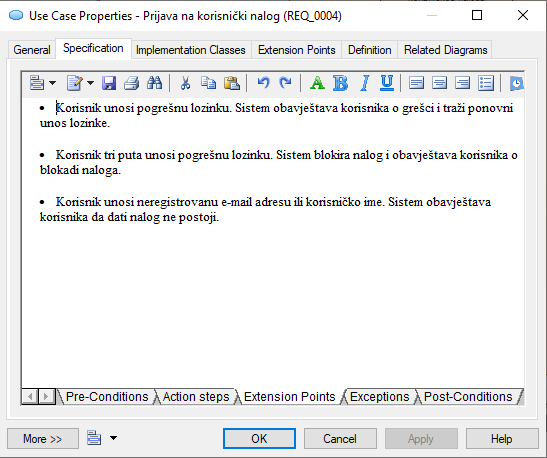 Use Case Properties - Prijava na korisnički nalog (REQ_0004)
General Specification Implementation Classes Extension Points Definition Related Diagrams
A B I U
• Korisnik unosi pogrešnu lozinku. Sistem obavještava korisnika o grešci i traži ponovni
unos lozinke.
• Korisnik tri puta unosi pogrešnu lozinku. Sistem blokira nalog i obavještava korisnika o
blokadi naloga.
• Korisnik unosi neregistrovanu e-mail adresu ili korisničko ime. Sistem obavještava
korisnika da dati nalog ne postoji.
Pre-Conditions Action steps Extension Points Exceptions Post-Conditions
More >> OK Cancel Apply Help